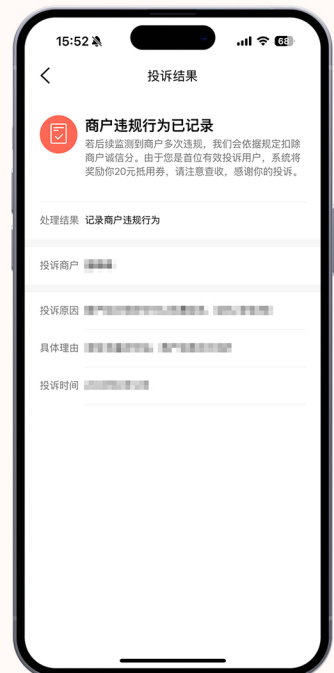 15:52
68
投诉结果
商户违规行为已记录
若后续监测到商户多次违规，我们会依据规定扣除
商户诚信分。由于您是首位有效投诉用户，系统将
奖励你20元抵用券，请注意查收，感谢你的投诉。
处理结果 记录商户违规行为
投诉商户
投诉原因
具体理由
投诉时间